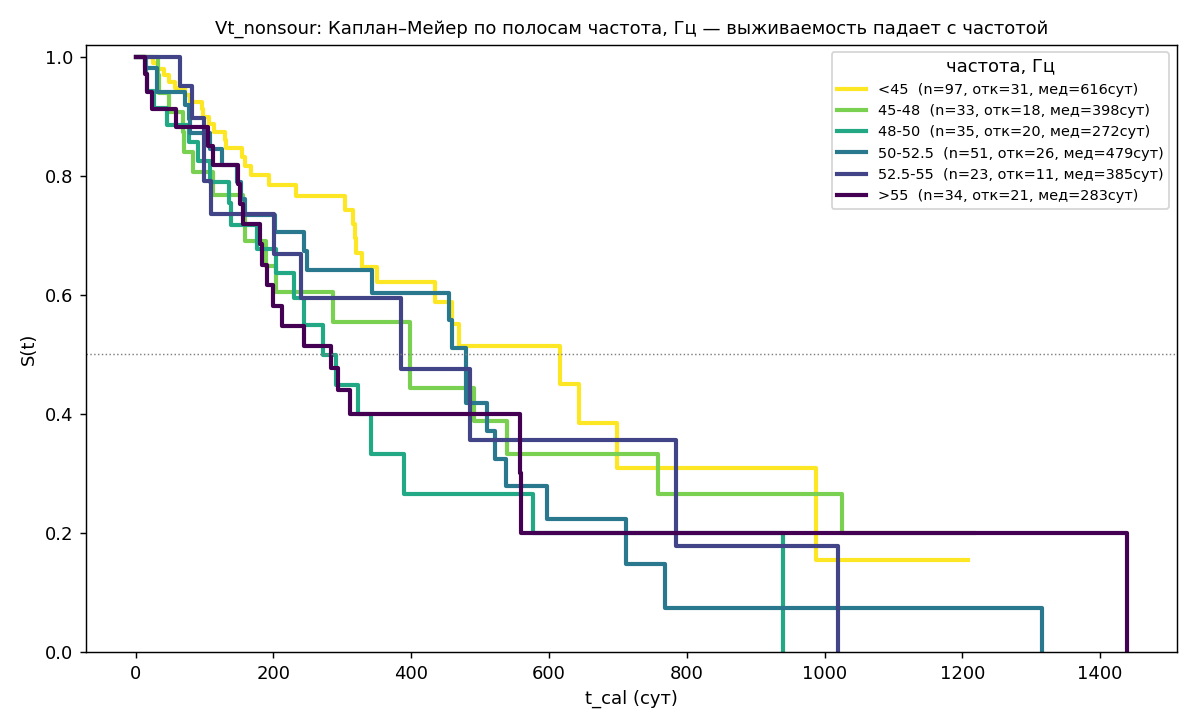 Vt_nonsour: Каплан–Мейер по полосам частота, Гц — выживаемость падает с частотой
частота, Гц
<45 (n=97, отк=31, мед=616сут)
45-48 (n=33, отк=18, мед=398сут)
48-50 (n=35, отк=20, мед=272сут)
50-52.5 (n=51, отк=26, мед=479сут)
52.5-55 (n=23, отк=11, мед=385сут)
>55 (n=34, отк=21, мед=283сут)
S(t)
1.0
0.8
0.6
0.4
0.2
0.0
0 200 400 600 800 1000 1200 1400
t_cal (сут)